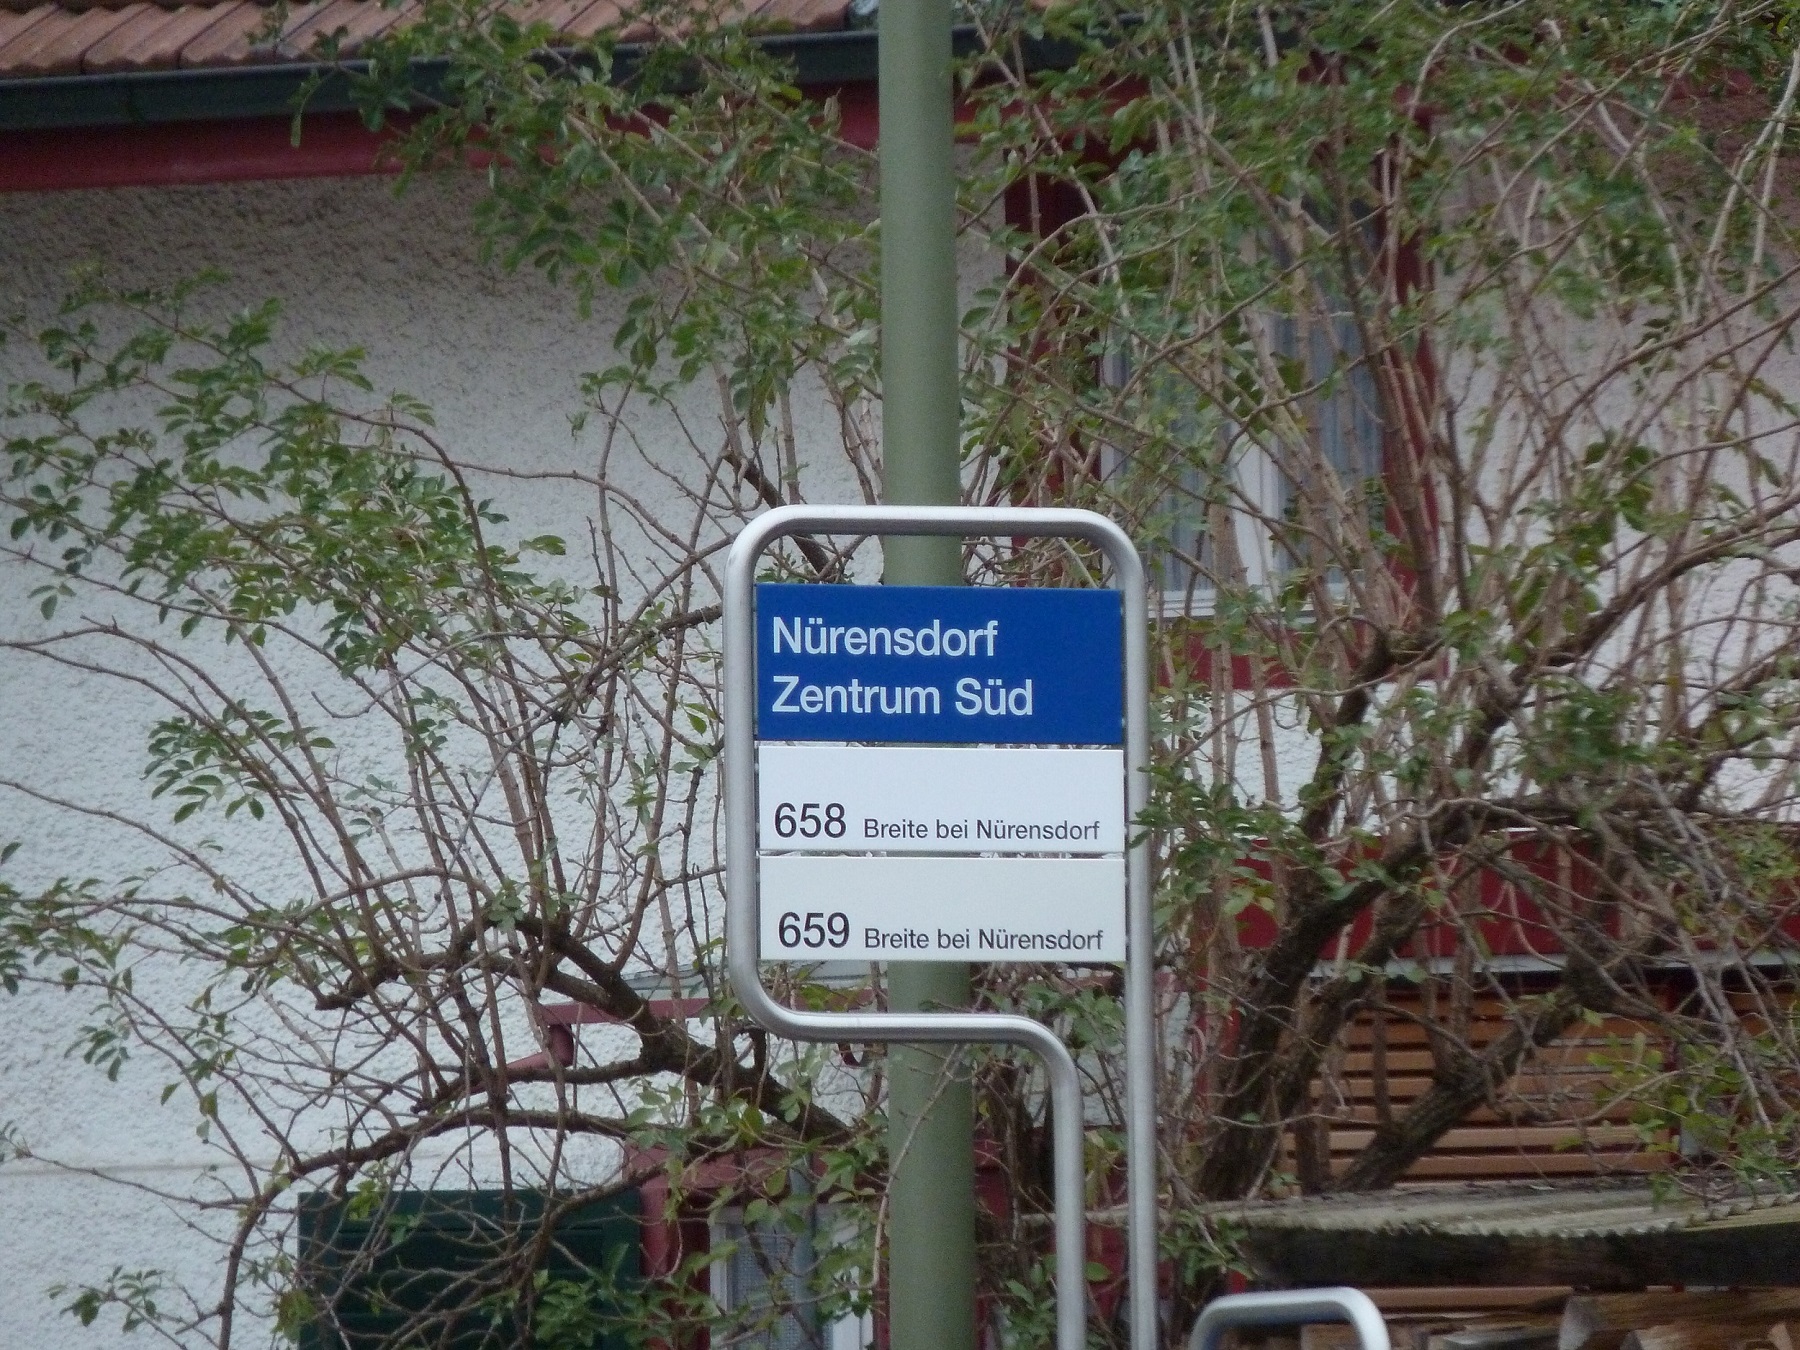 Nürensdorf
Zentrum Süd
658 Breite bei Nürensdorf
659 Breite bei Nürensdorf